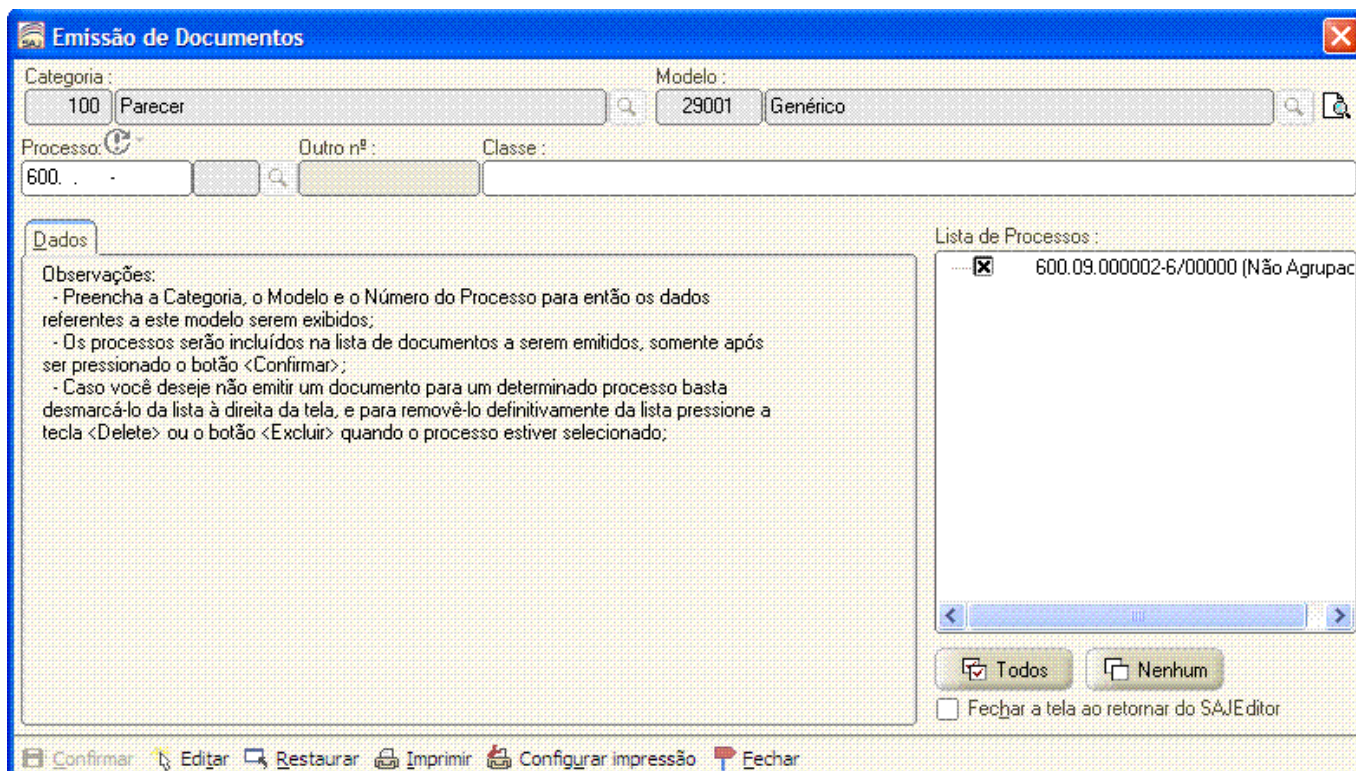 SAJ Emissão de Documentos
Categoria : Modelo :
100 Parecer 29001 Genérico
Processo: Outro nº : Classe :
600. . -
Dados
Lista de Processos :
Observações:
- Preencha a Categoria, o Modelo e o Número do Processo para então os dados
referentes a este modelo serem exibidos;
- Os processos serão incluídos na lista de documentos a serem emitidos, somente após
ser pressionado o botão <Confirmar>;
- Caso você deseje não emitir um documento para um determinado processo basta
desmarcá-lo da lista à direita da tela, e para removê-lo definitivamente da lista pressione a
tecla <Delete> ou o botão <Excluir> quando o processo estiver selecionado;
600.09.000002-6/00000 (Não Agrupac
Todos Nenhum
Fechar a tela ao retornar do SAJEditor
Confirmar Editar Restaurar Imprimir Configurar impressão Fechar